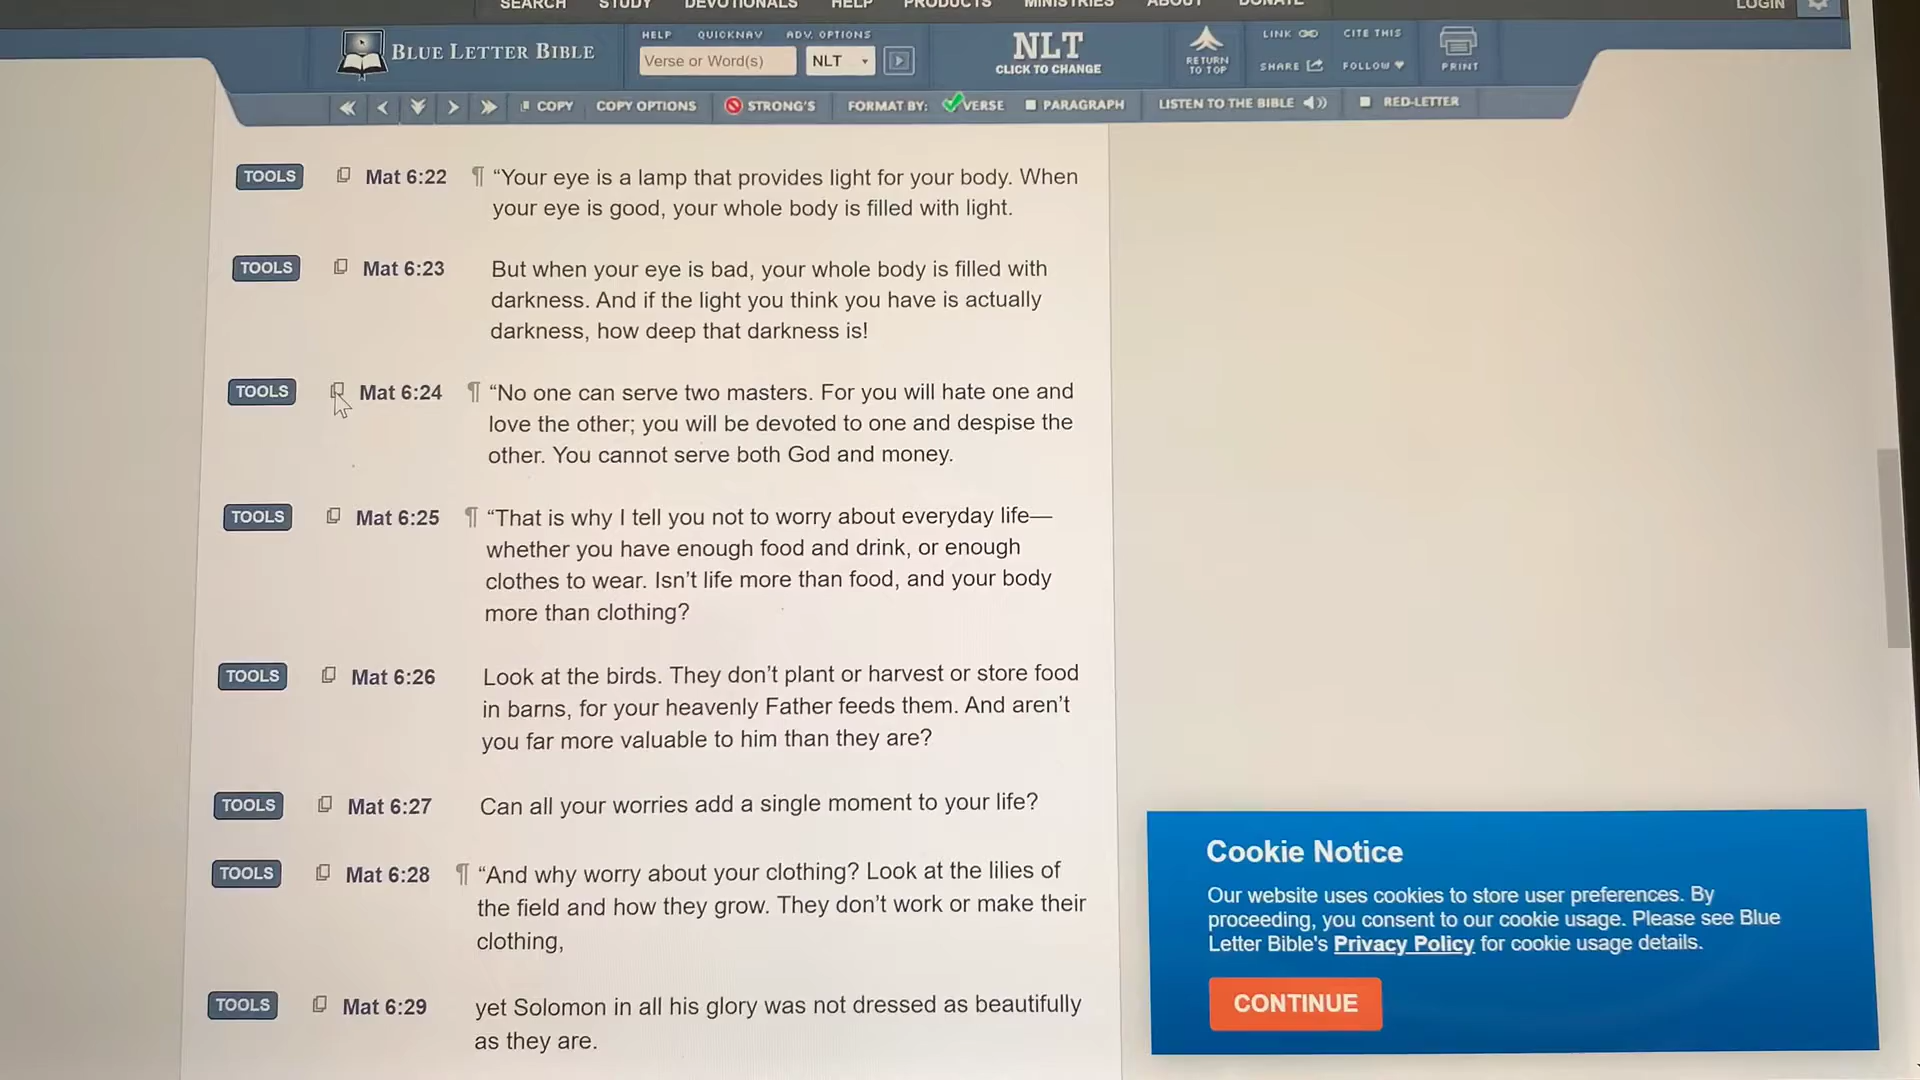 SEARCH STUDY DEVOTIONALS HELP PRODUCTS MINISTRIES ABOUT DONATE LOGIN
BLUE LETTER BIBLE
HELP QUICKNAV ADV. OPTIONS
Verse or Word(s) NLT
NLT
CLICK TO CHANGE
RETURN
TO TOP
LINK CITE THIS
SHARE FOLLOW
PRINT
COPY COPY OPTIONS STRONG'S FORMAT BY: VERSE PARAGRAPH LISTEN TO THE BIBLE RED-LETTER
TOOLS Mat 6:22 ¶ “Your eye is a lamp that provides light for your body. When
your eye is good, your whole body is filled with light.
TOOLS Mat 6:23 But when your eye is bad, your whole body is filled with
darkness. And if the light you think you have is actually
darkness, how deep that darkness is!
TOOLS Mat 6:24 ¶ “No one can serve two masters. For you will hate one and
love the other; you will be devoted to one and despise the
other. You cannot serve both God and money.
TOOLS Mat 6:25 ¶ “That is why I tell you not to worry about everyday life—
whether you have enough food and drink, or enough
clothes to wear. Isn’t life more than food, and your body
more than clothing?
TOOLS Mat 6:26 Look at the birds. They don’t plant or harvest or store food
in barns, for your heavenly Father feeds them. And aren’t
you far more valuable to him than they are?
TOOLS Mat 6:27 Can all your worries add a single moment to your life?
TOOLS Mat 6:28 ¶ “And why worry about your clothing? Look at the lilies of
the field and how they grow. They don’t work or make their
clothing,
TOOLS Mat 6:29 yet Solomon in all his glory was not dressed as beautifully
as they are.
Cookie Notice
Our website uses cookies to store user preferences. By
proceeding, you consent to our cookie usage. Please see Blue
Letter Bible's Privacy Policy for cookie usage details.
CONTINUE